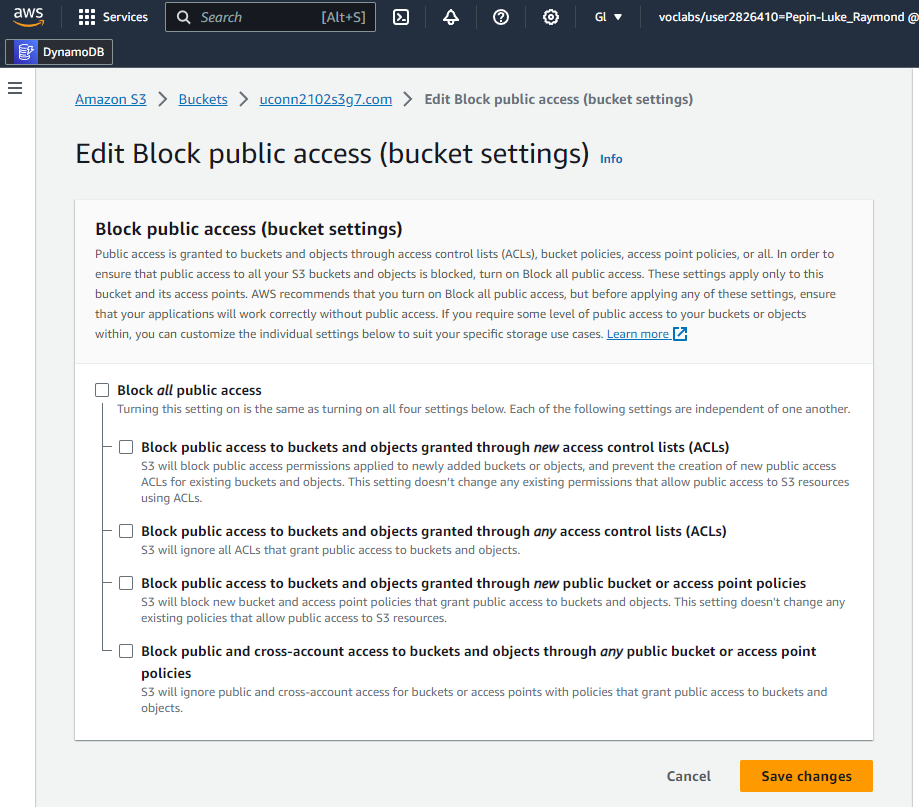 aws
Services
Search
[Alt+S]
Gl
voclabs/user2826410=Pepin-Luke_Raymond @
DynamoDB
Amazon S3 > Buckets > uconn2102s3g7.com > Edit Block public access (bucket settings)
Edit Block public access (bucket settings) Info
Block public access (bucket settings)
Public access is granted to buckets and objects through access control lists (ACLs), bucket policies, access point policies, or all. In order to
ensure that public access to all your S3 buckets and objects is blocked, turn on Block all public access. These settings apply only to this
bucket and its access points. AWS recommends that you turn on Block all public access, but before applying any of these settings, ensure
that your applications will work correctly without public access. If you require some level of public access to your buckets or objects
within, you can customize the individual settings below to suit your specific storage use cases. Learn more
Block all public access
Turning this setting on is the same as turning on all four settings below. Each of the following settings are independent of one another.
Block public access to buckets and objects granted through new access control lists (ACLs)
S3 will block public access permissions applied to newly added buckets or objects, and prevent the creation of new public access
ACLs for existing buckets and objects. This setting doesn't change any existing permissions that allow public access to S3 resources
using ACLs.
Block public access to buckets and objects granted through any access control lists (ACLs)
S3 will ignore all ACLs that grant public access to buckets and objects.
Block public access to buckets and objects granted through new public bucket or access point policies
S3 will block new bucket and access point policies that grant public access to buckets and objects. This setting doesn't change any
existing policies that allow public access to S3 resources.
Block public and cross-account access to buckets and objects through any public bucket or access point
policies
S3 will ignore public and cross-account access for buckets or access points with policies that grant public access to buckets and
objects.
Cancel
Save changes